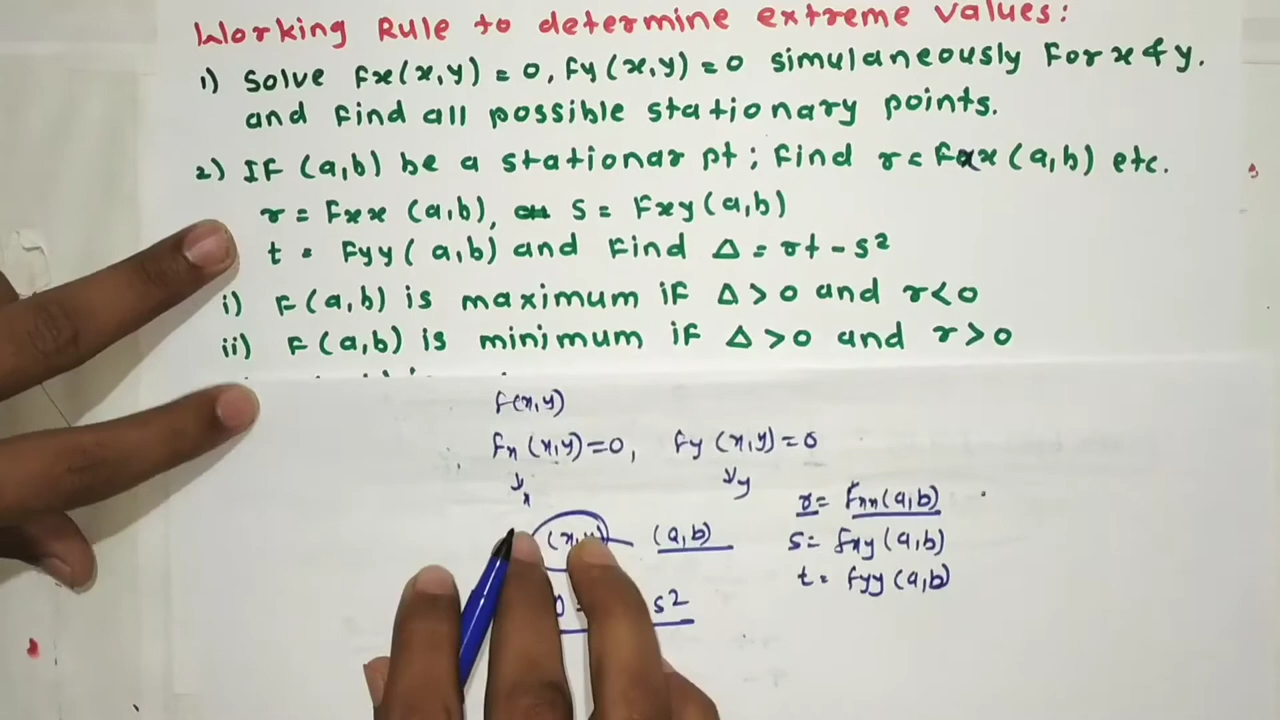 Working Rule to determine extreme values:
1) Solve Fx(x,y) = 0, Fy(x,y) = 0 simulaneously For x & y.
and Find all possible stationary points.
2) IF (a,b) be a stationar pt ; Find r = Fxx (a,b) etc.
r = Fxx (a,b), S = Fxy(a,b)
t = Fyy (a,b) and Find Δ = rt - s²
i) F(a,b) is maximum if Δ > 0 and r < 0
ii) F(a,b) is minimum if Δ > 0 and r > 0
F(x,y)
Fx (x,y) = 0, Fy (x,y) = 0
↓x ↓y
(a,b)
r = Fxx(a,b)
S = Fxy (a,b)
t = Fyy (a,b)
s²